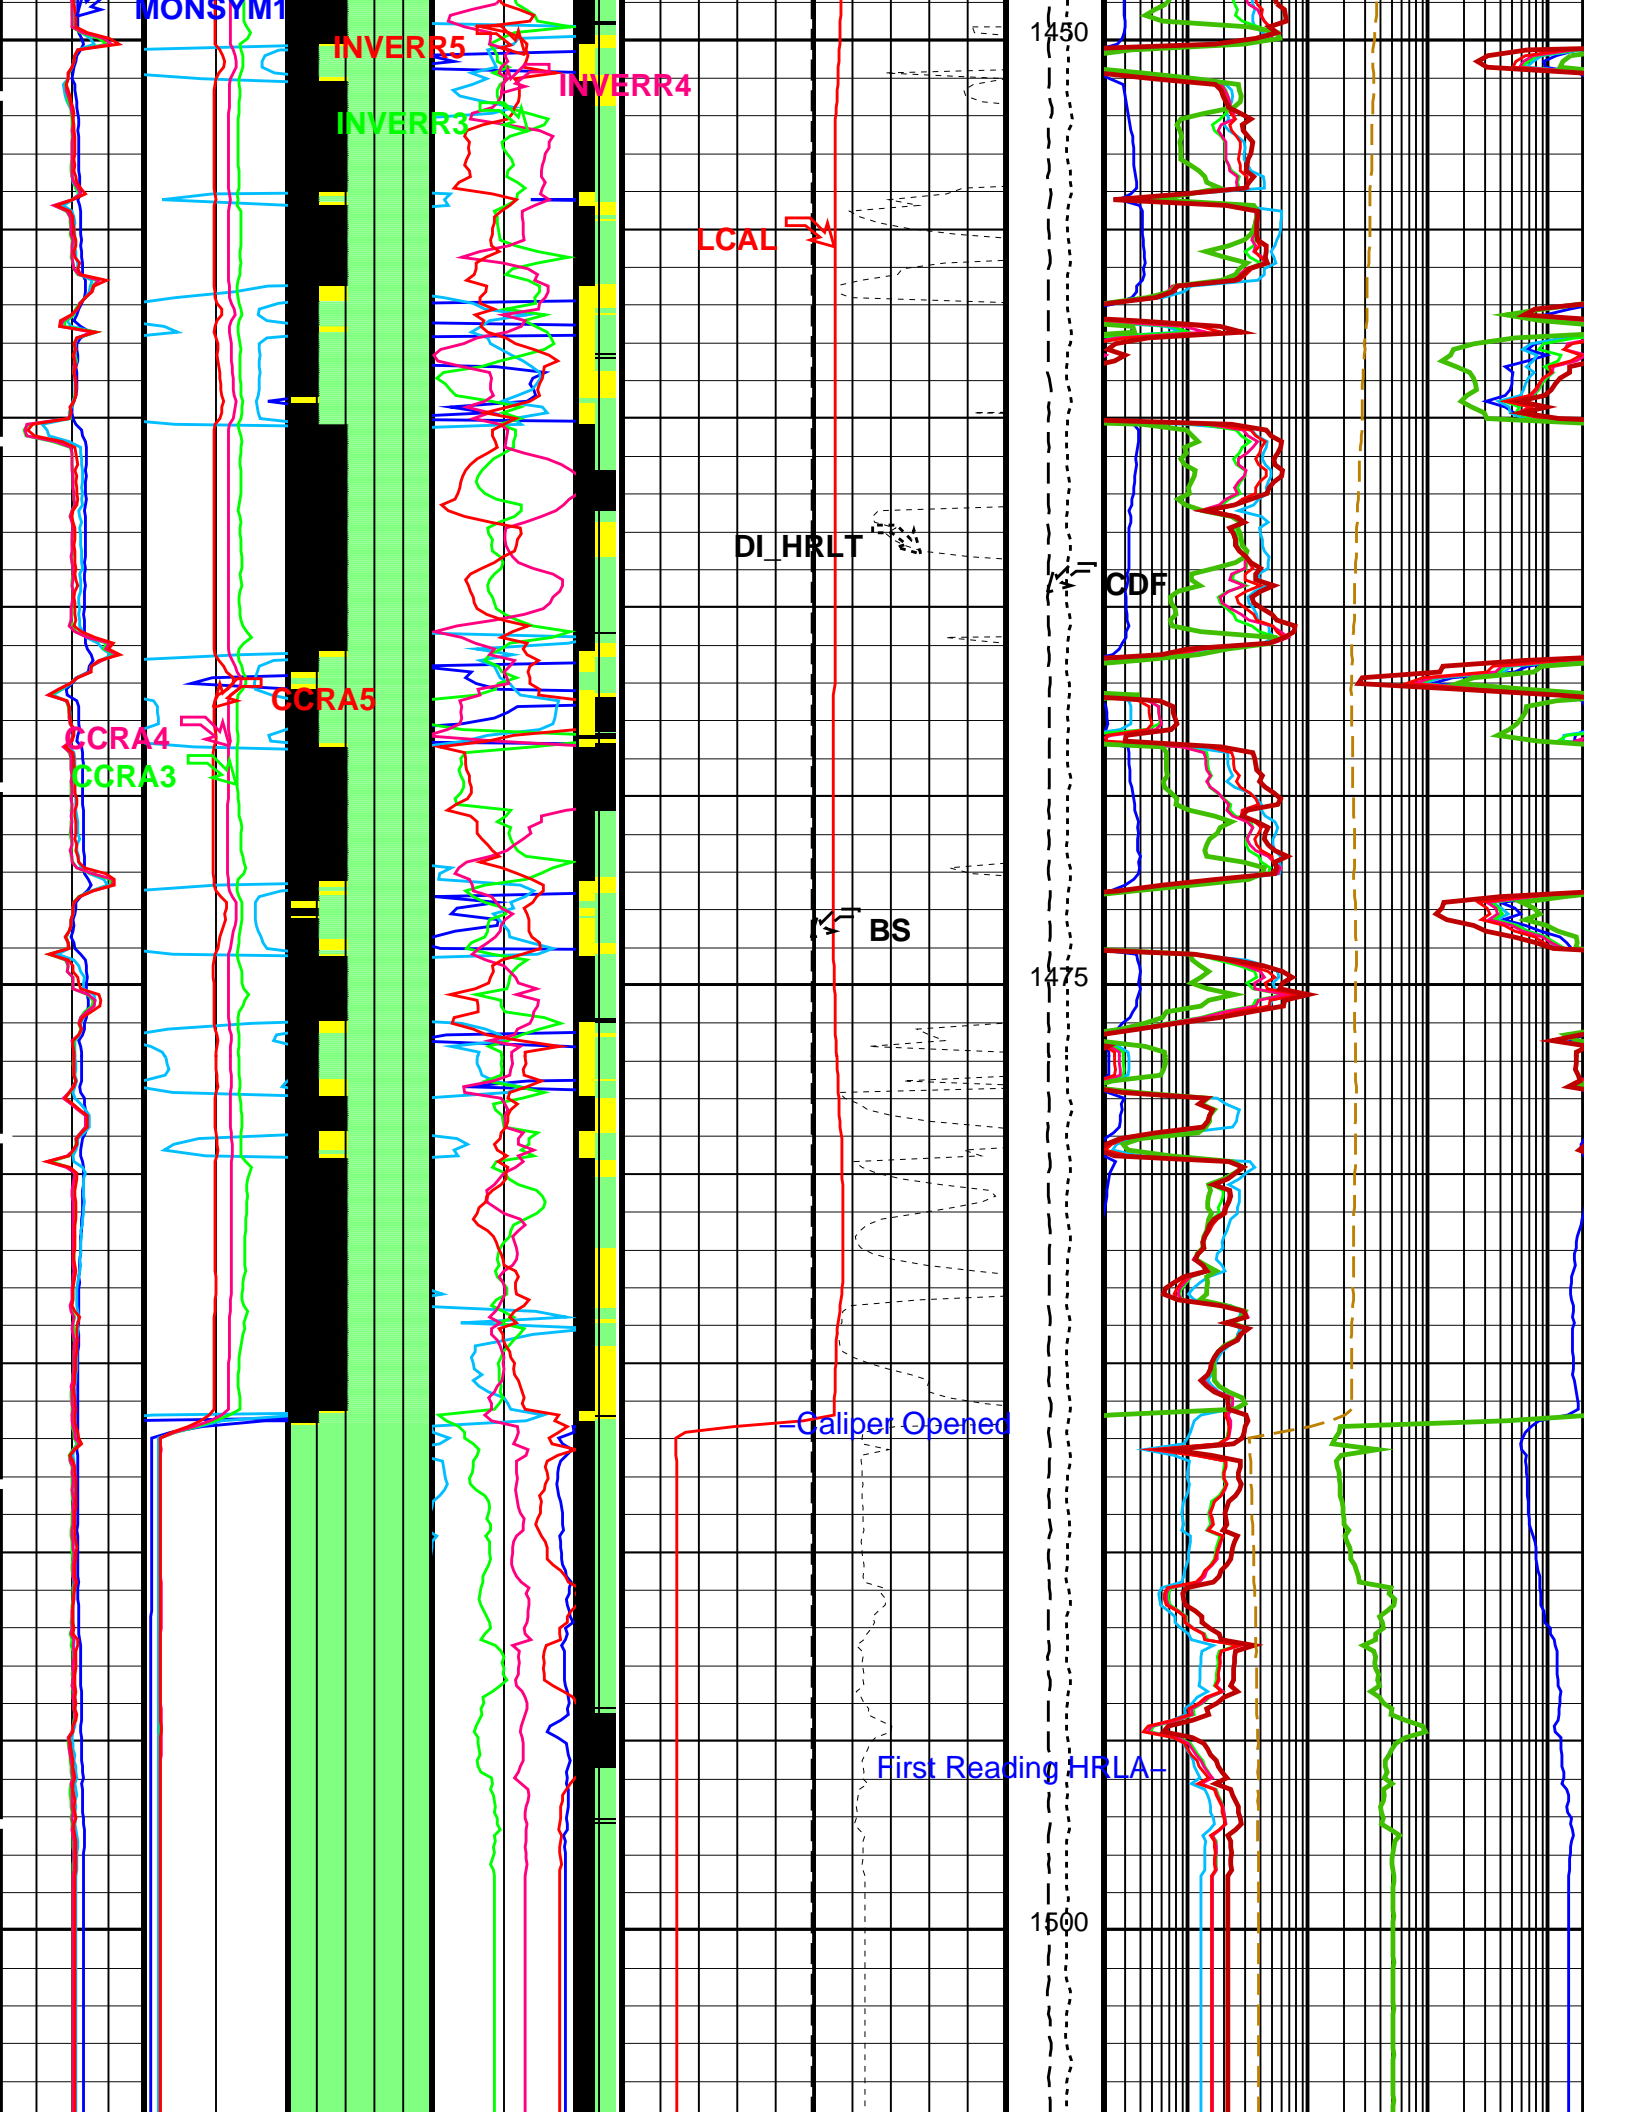 MONSYM1
1450
INVERR5
INVERR4
INVERR3
LCAL
DI_HRLT
CDF
CCRA5
CCRA4
CCRA3
BS
1475
–Caliper Opened
First Reading HRLA–
1500